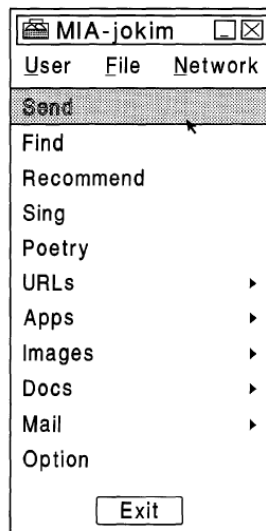 MIA-jokim
User File Network
Send
Find
Recommend
Sing
Poetry
URLs
Apps
Images
Docs
Mail
Option
Exit